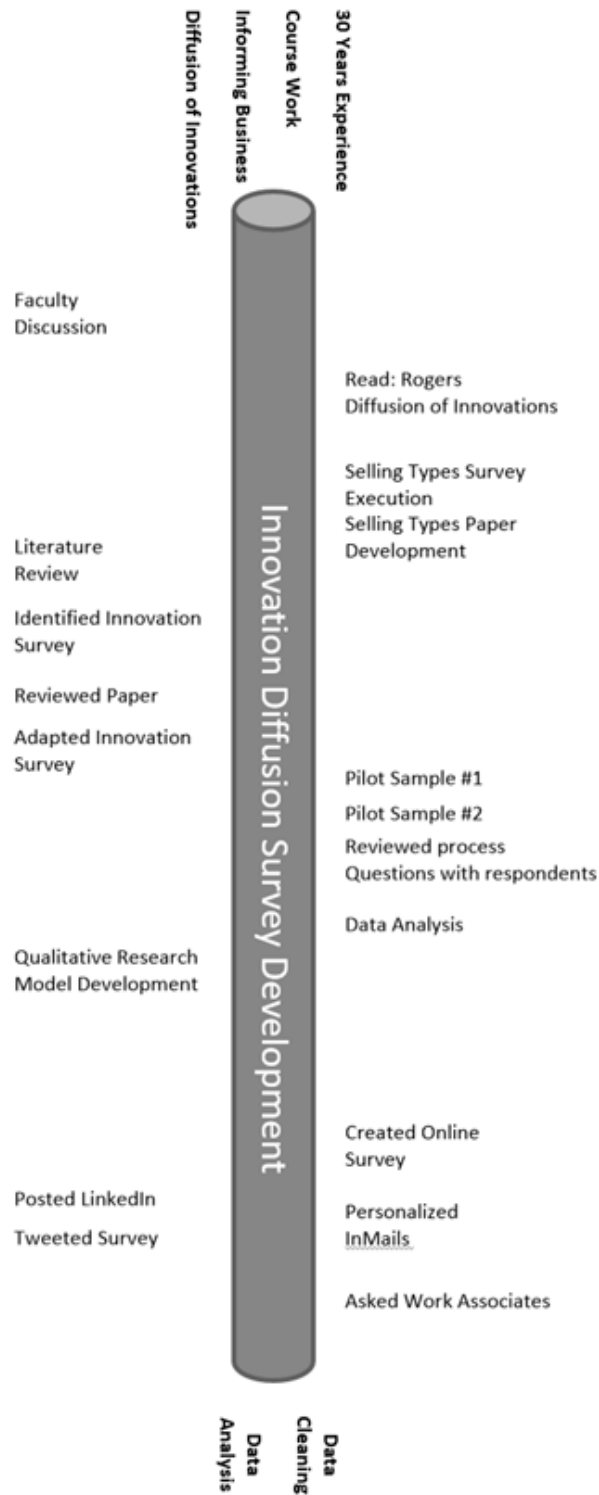 30 Years Experience
Course Work
Informing Business
Diffusion of Innovations
Faculty
Discussion
Read: Rogers
Diffusion of Innovations
Selling Types Survey
Execution
Selling Types Paper
Development
Literature
Review
Identified Innovation
Survey
Reviewed Paper
Adapted Innovation
Survey
Innovation Diffusion Survey Development
Pilot Sample #1
Pilot Sample #2
Reviewed process
Questions with respondents
Data Analysis
Qualitative Research
Model Development
Created Online
Survey
Posted LinkedIn
Tweeted Survey
Personalized
InMails
Asked Work Associates
Data
Cleaning
Data
Analysis